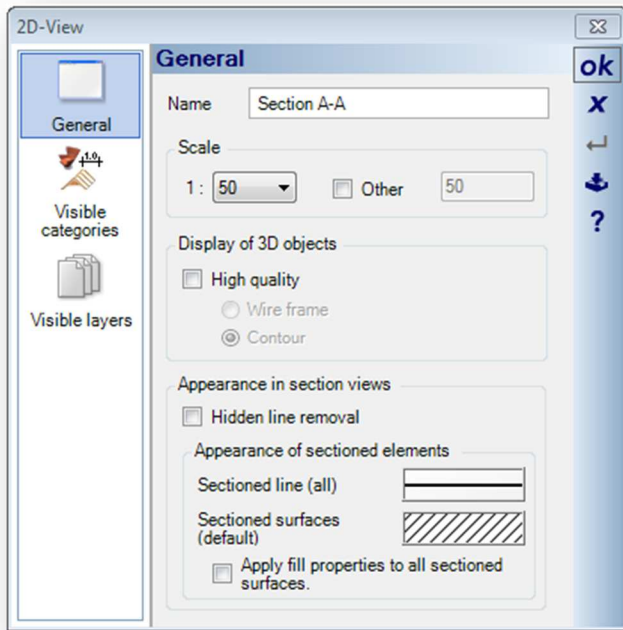 2D-View
General
Visible
categories
Visible layers
General
Name Section A-A
Scale
1 : 50 Other 50
Display of 3D objects
High quality
Wire frame
Contour
Appearance in section views
Hidden line removal
Appearance of sectioned elements
Sectioned line (all)
Sectioned surfaces
(default)
Apply fill properties to all sectioned
surfaces.
ok
x
?